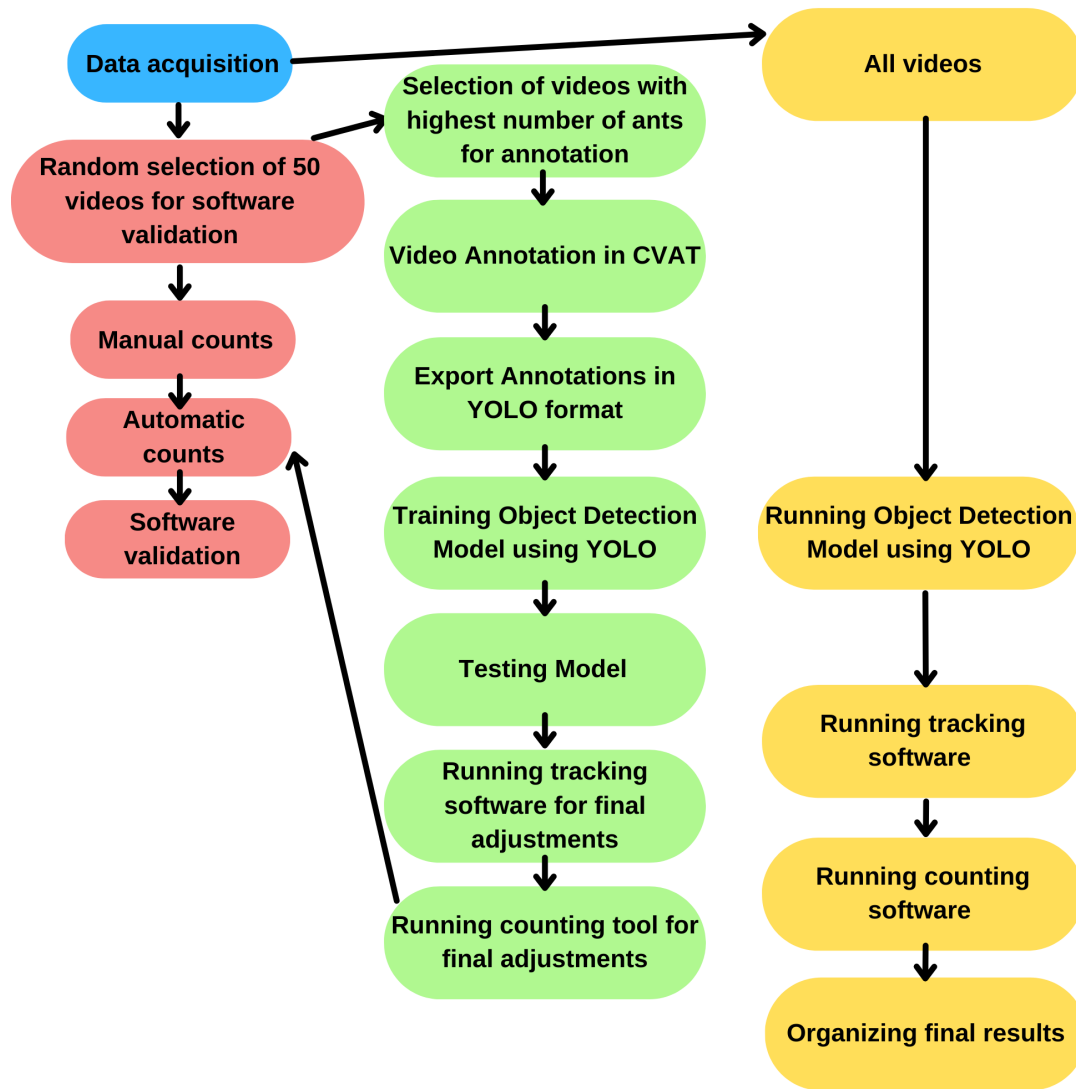 Data acquisition
Random selection of 50
videos for software
validation
Manual counts
Automatic
counts
Software
validation
Selection of videos with
highest number of ants
for annotation
Video Annotation in CVAT
Export Annotations in
YOLO format
Training Object Detection
Model using YOLO
Testing Model
Running tracking
software for final
adjustments
Running counting tool for
final adjustments
All videos
Running Object Detection
Model using YOLO
Running tracking
software
Running counting
software
Organizing final results